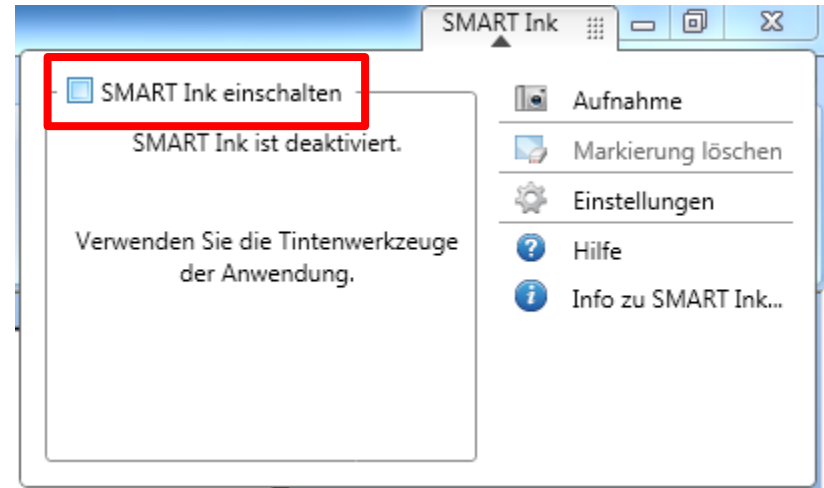 SMART Ink
SMART Ink einschalten
SMART Ink ist deaktiviert.
Verwenden Sie die Tintenwerkzeuge
der Anwendung.
Aufnahme
Markierung löschen
Einstellungen
Hilfe
Info zu SMART Ink...